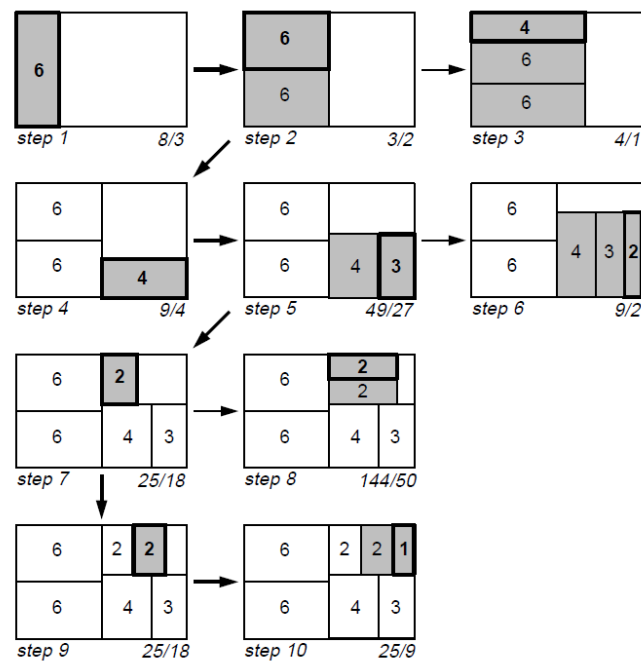 6
step 1 8/3
6
6
step 2 3/2
4
6
6
step 3 4/1
6
6
4
step 4 9/4
6
6
4 3
step 5 49/27
6
6
4 3 2
step 6 9/2
6 2
6 4 3
step 7 25/18
6 2
2
6 4 3
step 8 144/50
6 2 2
6 4 3
step 9 25/18
6 2 2 1
6 4 3
step 10 25/9